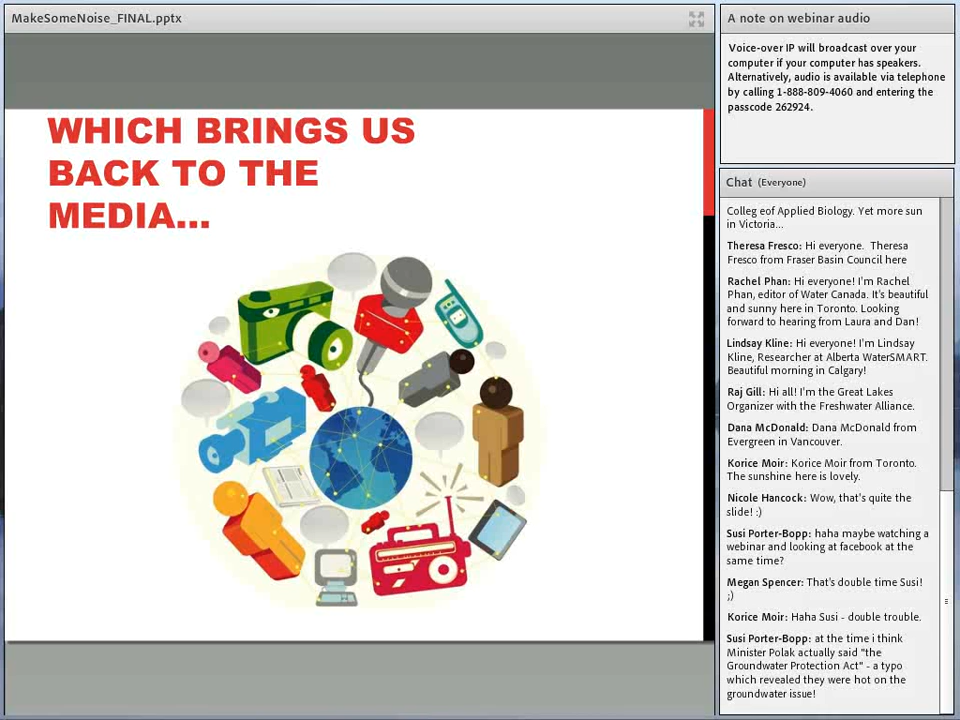 MakeSomeNoise_FINAL.pptx
WHICH BRINGS US
BACK TO THE
MEDIA...
A note on webinar audio
Voice-over IP will broadcast over your
computer if your computer has speakers.
Alternatively, audio is available via telephone
by calling 1-888-809-4060 and entering the
passcode 262924.
Chat (Everyone)
Colleg eof Applied Biology. Yet more sun
in Victoria...
Theresa Fresco: Hi everyone.  Theresa
Fresco from Fraser Basin Council here
Rachel Phan: Hi everyone! I'm Rachel
Phan, editor of Water Canada. It's beautiful
and sunny here in Toronto. Looking
forward to hearing from Laura and Dan!
Lindsay Kline: Hi everyone! I'm Lindsay
Kline, Researcher at Alberta WaterSMART.
Beautiful morning in Calgary!
Raj Gill: Hi all! I'm the Great Lakes
Organizer with the Freshwater Alliance.
Dana McDonald: Dana McDonald from
Evergreen in Vancouver.
Korice Moir: Korice Moir from Toronto.
The sunshine here is lovely.
Nicole Hancock: Wow, that's quite the
slide! :)
Susi Porter-Bopp: haha maybe watching a
webinar and looking at facebook at the
same time?
Megan Spencer: That's double time Susi!
;)
Korice Moir: Haha Susi - double trouble.
Susi Porter-Bopp: at the time i think
Minister Polak actually said "the
Groundwater Protection Act" - a typo
which revealed they were hot on the
groundwater issue!